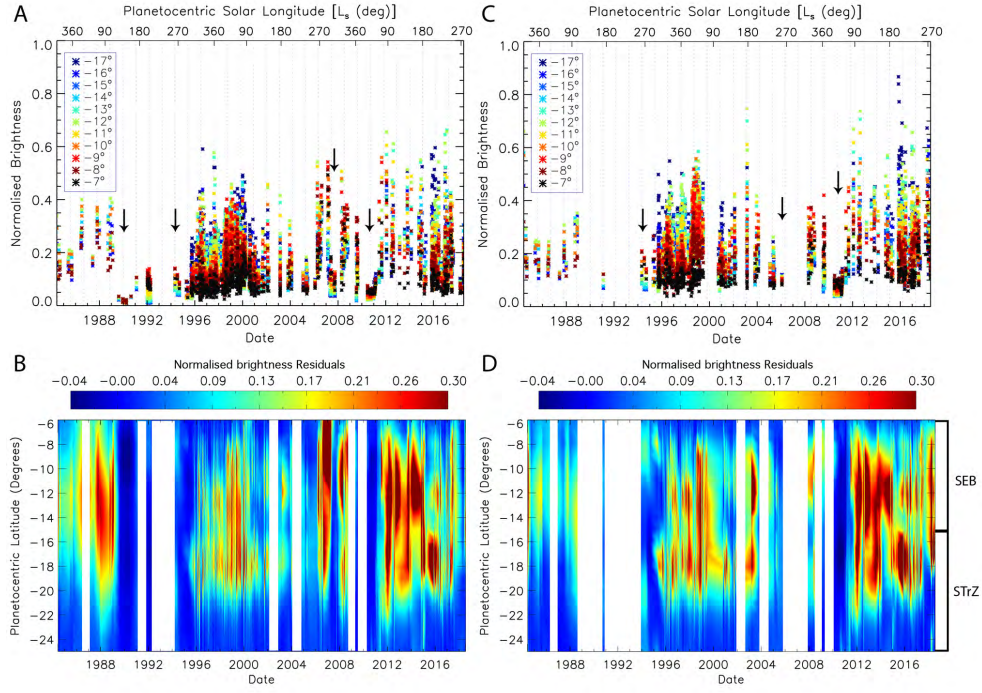 A
Planetocentric Solar Longitude [Ls (deg)]
360 90 180 270 360 90 180 270 360 90 180 270
1.0
0.8
0.6
0.4
0.2
0.0
Normalised Brightness
-17°
-16°
-15°
-14°
-13°
-12°
-11°
-10°
-9°
-8°
-7°
1988 1992 1996 2000 2004 2008 2012 2016
Date
C
Planetocentric Solar Longitude [Ls (deg)]
360 90 180 270 360 90 180 270 360 90 180 270
1.0
0.8
0.6
0.4
0.2
0.0
Normalised Brightness
-17°
-16°
-15°
-14°
-13°
-12°
-11°
-10°
-9°
-8°
-7°
1988 1992 1996 2000 2004 2008 2012 2016
Date
B
Normalised brightness Residuals
-0.04 -0.00 0.04 0.09 0.13 0.17 0.21 0.26 0.30
-6
-8
-10
-12
-14
-16
-18
-20
-22
-24
Planetocentric Latitude (Degrees)
1988 1992 1996 2000 2004 2008 2012 2016
Date
D
Normalised brightness Residuals
-0.04 -0.00 0.04 0.09 0.13 0.17 0.21 0.26 0.30
-6
-8
-10
-12
-14
-16
-18
-20
-22
-24
Planetocentric Latitude (Degrees)
1988 1992 1996 2000 2004 2008 2012 2016
Date
SEB
STrZ